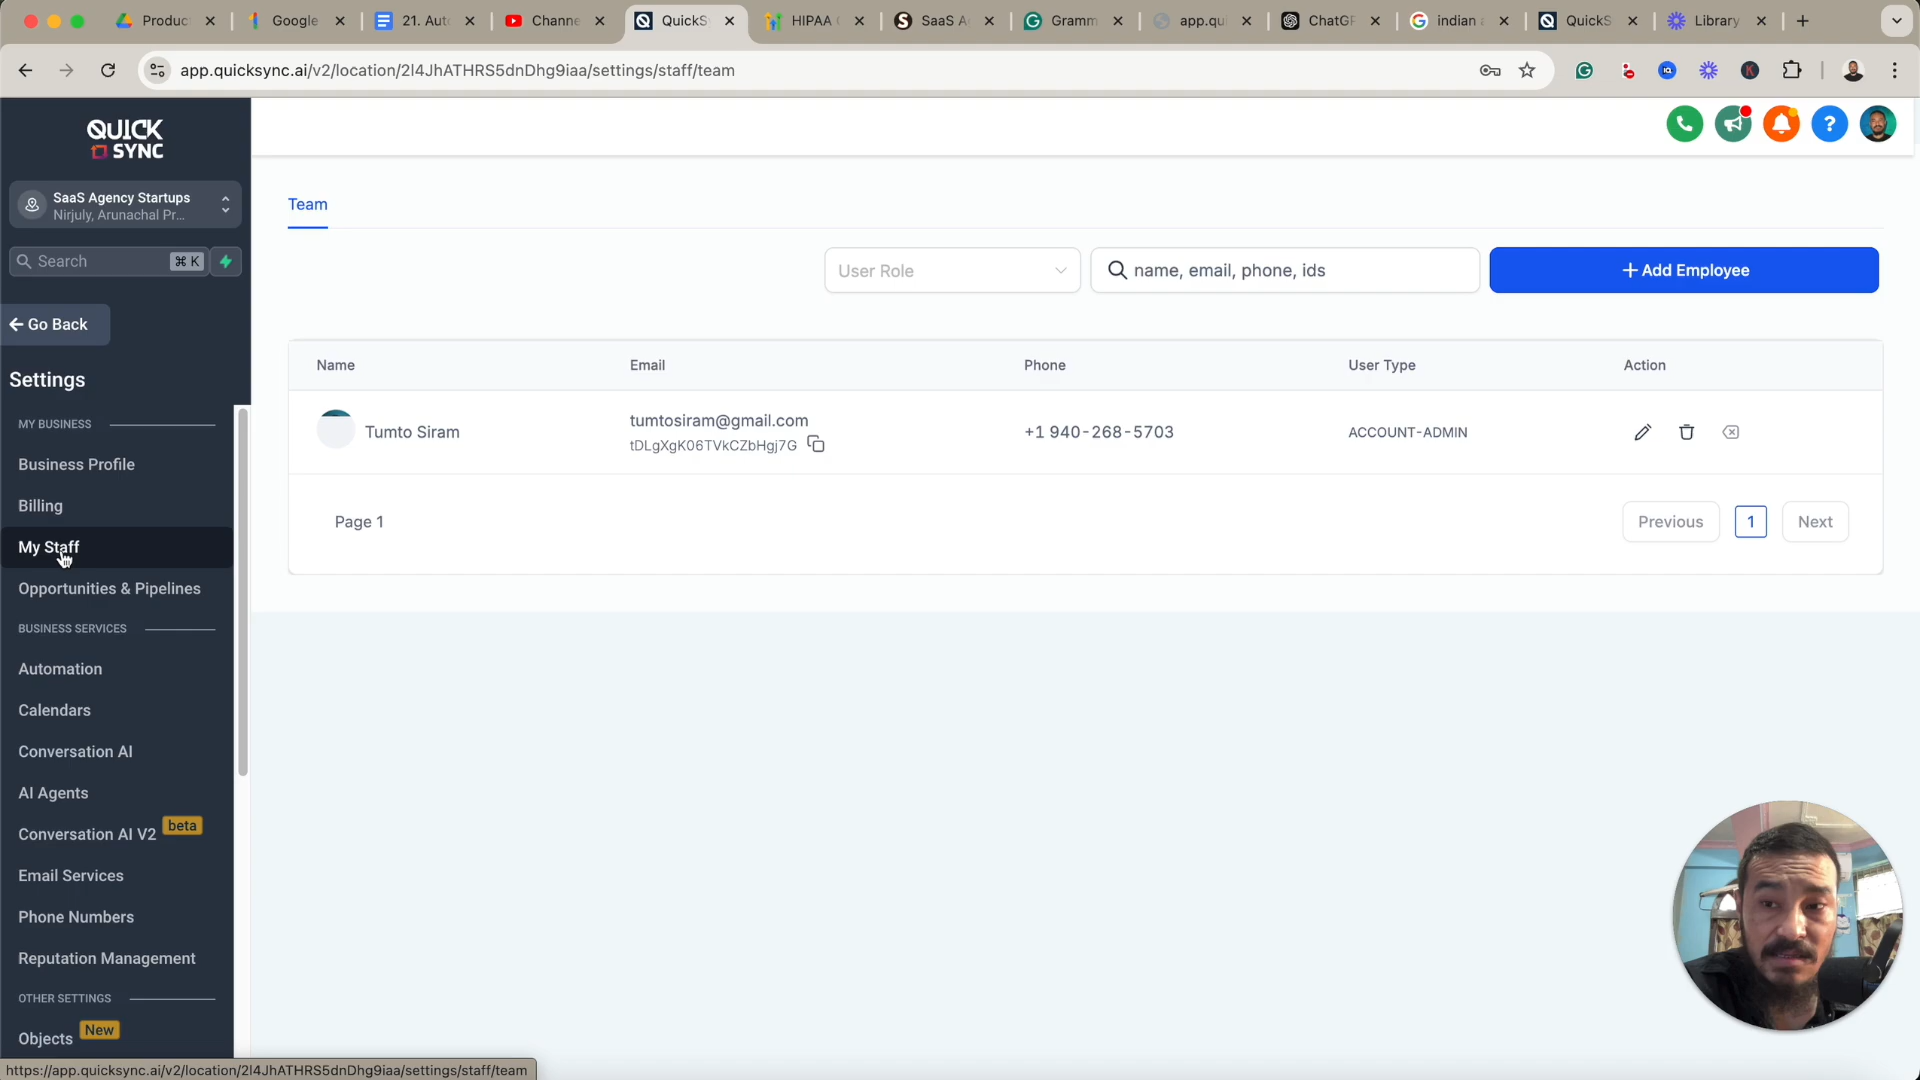 Produc
Google
21. Auto
Channe
QuickS
HIPAA
SaaS A
Gramm
app.qui
ChatGP
indian
QuickS
Library
app.quicksync.ai/v2/location/2l4JhATHRS5dnDhg9iaa/settings/staff/team
QUICK
SYNC
SaaS Agency Startups
Nirjuly, Arunachal Pr...
Search
⌘ K
Go Back
Settings
MY BUSINESS
Business Profile
Billing
My Staff
Opportunities & Pipelines
BUSINESS SERVICES
Automation
Calendars
Conversation AI
AI Agents
Conversation AI V2 beta
Email Services
Phone Numbers
Reputation Management
OTHER SETTINGS
Objects New
https://app.quicksync.ai/v2/location/2l4JhATHRS5dnDhg9iaa/settings/staff/team
Team
User Role
name, email, phone, ids
+ Add Employee
Name Email Phone User Type Action
Tumto Siram
tumtosiram@gmail.com
tDLgXgK06TVkCZbHgj7G
+1 940-268-5703
ACCOUNT-ADMIN
Page 1
Previous 1 Next